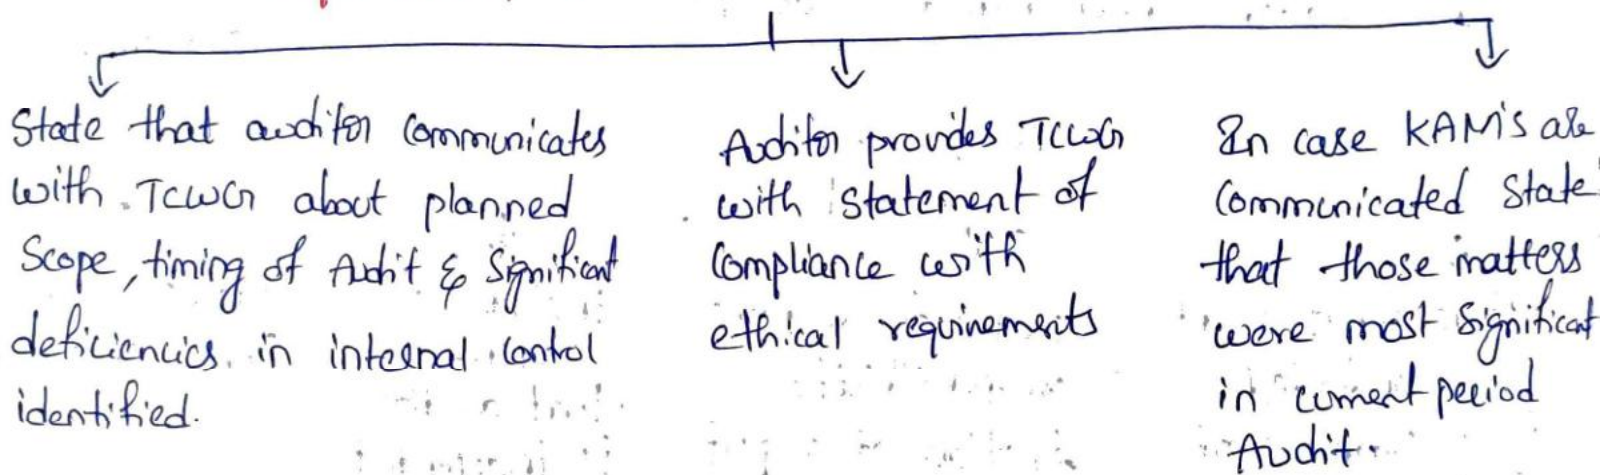 State that auditor communicates
with TCWG about planned
Scope, timing of Audit & Significant
deficiencies in internal control
identified.
Auditor provides TCWG
with Statement of
Compliance with
ethical requirements
In case KAM's are
Communicated State
that those matters
were most Significant
in current period
Audit.